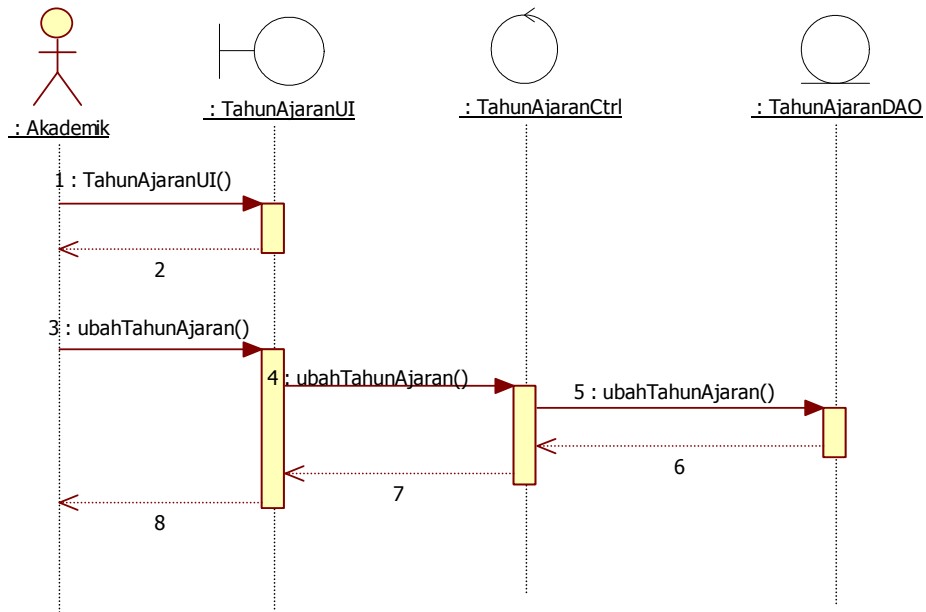 : Akademik
: TahunAjaranUI
: TahunAjaranCtrl
: TahunAjaranDAO
1 : TahunAjaranUI()
2
3 : ubahTahunAjaran()
4 : ubahTahunAjaran()
5 : ubahTahunAjaran()
6
7
8